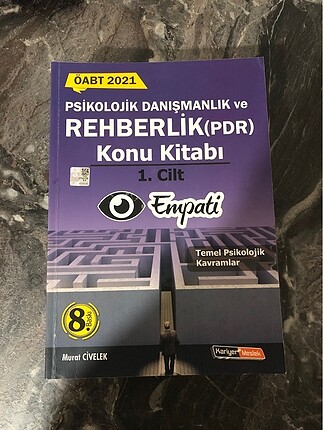 ÖABT 2021
PSİKOLOJİK DANIŞMANLIK ve
REHBERLİK(PDR)
Konu Kitabı
1. Cilt
Empati
Temel Psikolojik
Kavramlar
8. Baskı
Murat CİVELEK
Kariyer Meslek